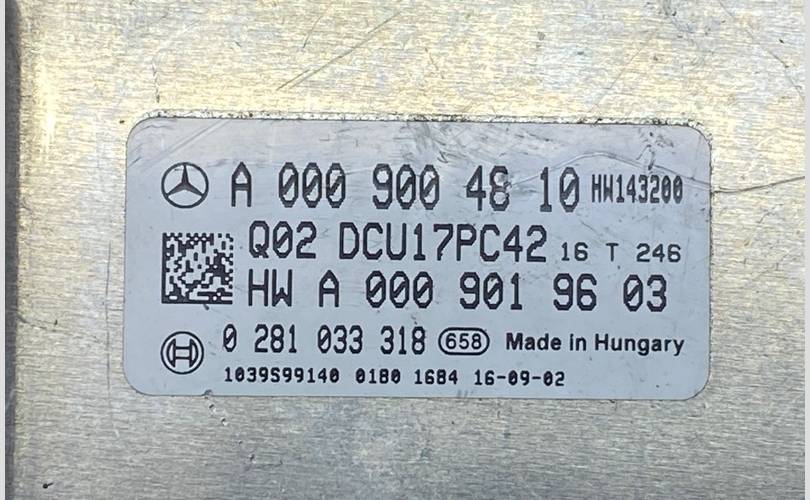 A 000 900 48 10 HW143200
Q02 DCU17PC42 16 T 246
HW A 000 901 96 03
0 281 033 318 658 Made in Hungary
1039S99140 0180 1684 16-09-02